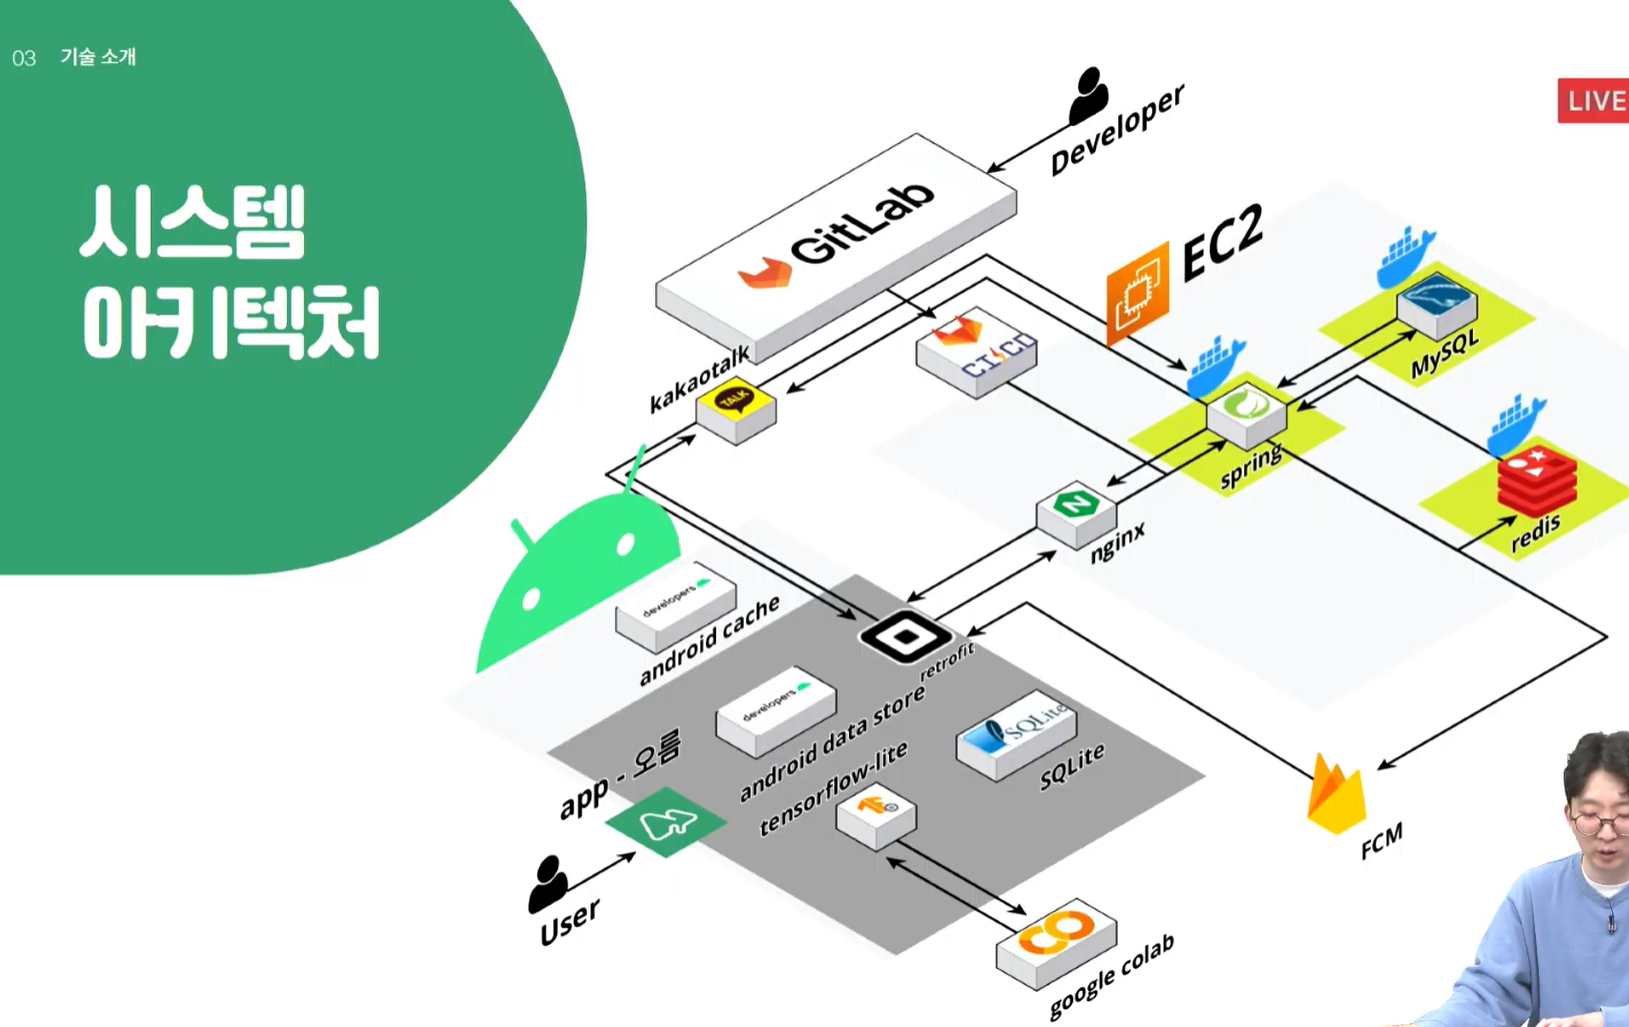 03 기술 소개
LIVE
시스템
아키텍처
Developer
GitLab
EC2
CI/CD
kakaotalk
TALK
MySQL
spring
redis
N
nginx
developers
android cache
retrofit
developers
android data store
app - 오름
tensorflow-lite
SQLite
SQLite
User
FCM
google colab